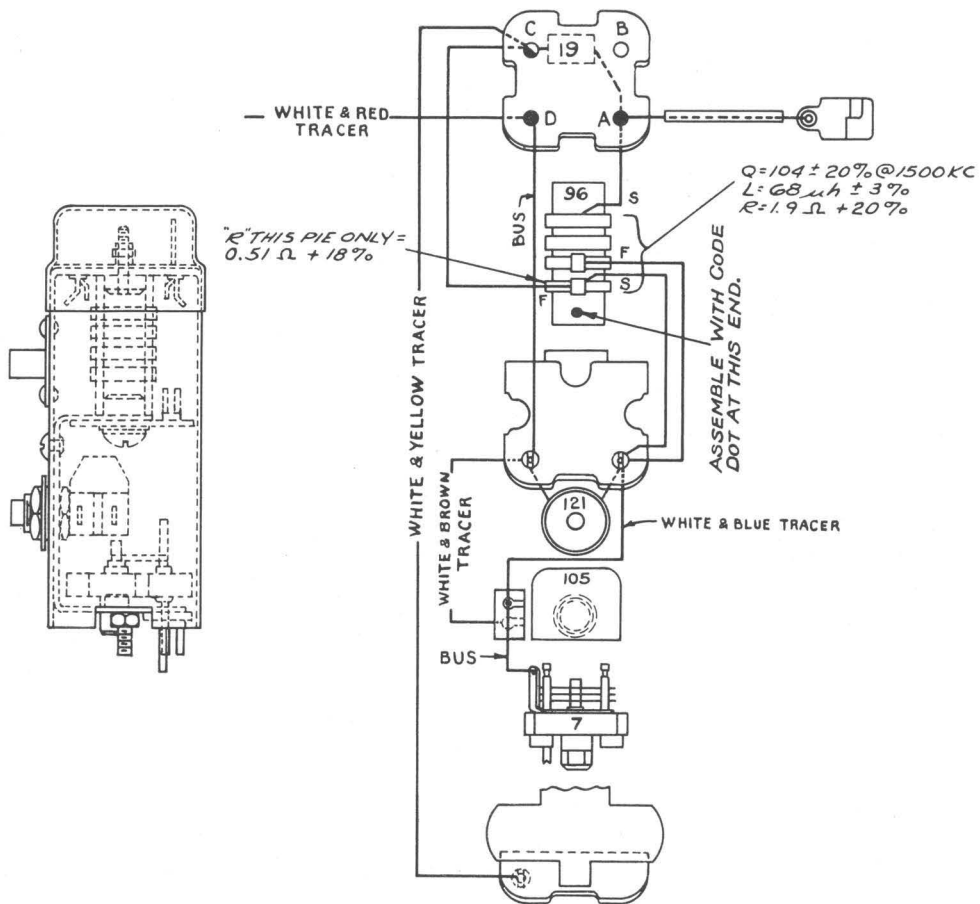 C
B
19
WHITE & RED
TRACER
D
A
Q=104 ± 20% @ 1500 KC
L= 68 µh ± 3%
R=1.9 Ω +20%
96
S
BUS
"R" THIS PIE ONLY =
0.51 Ω + 18%
F
S
F
ASSEMBLE WITH CODE
DOT AT THIS END.
WHITE & YELLOW TRACER
WHITE & BROWN
TRACER
121
WHITE & BLUE TRACER
105
BUS
7